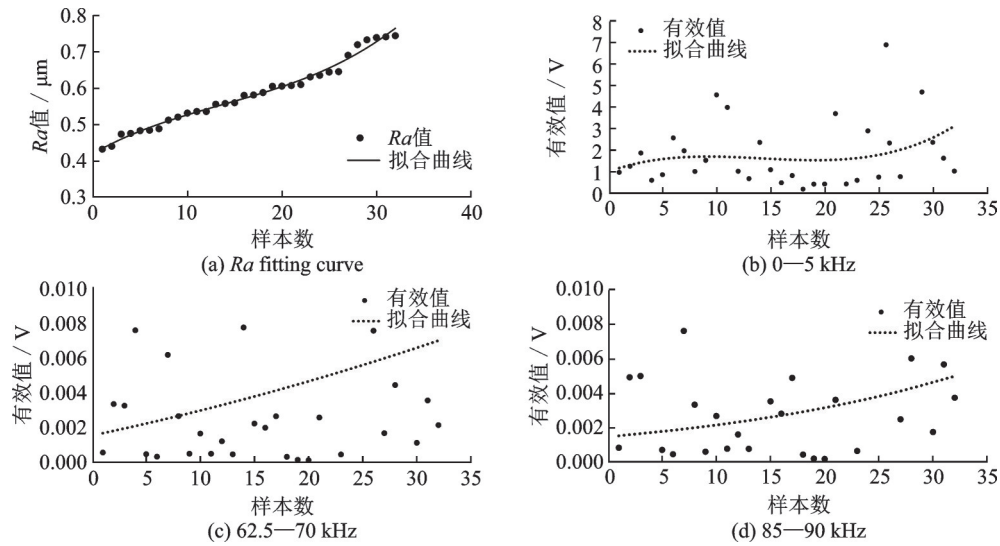 0.8
0.7
0.6
0.5
0.4
0.3
Ra值 / μm
Ra值
拟合曲线
0 10 20 30 40
样本数
(a) Ra fitting curve
8
7
6
5
4
3
2
1
0
有效值 / V
有效值
拟合曲线
0 5 10 15 20 25 30 35
样本数
(b) 0—5 kHz
0.010
0.008
0.006
0.004
0.002
0.000
有效值 / V
有效值
拟合曲线
0 5 10 15 20 25 30 35
样本数
(c) 62.5—70 kHz
0.010
0.008
0.006
0.004
0.002
0.000
有效值 / V
有效值
拟合曲线
0 5 10 15 20 25 30 35
样本数
(d) 85—90 kHz